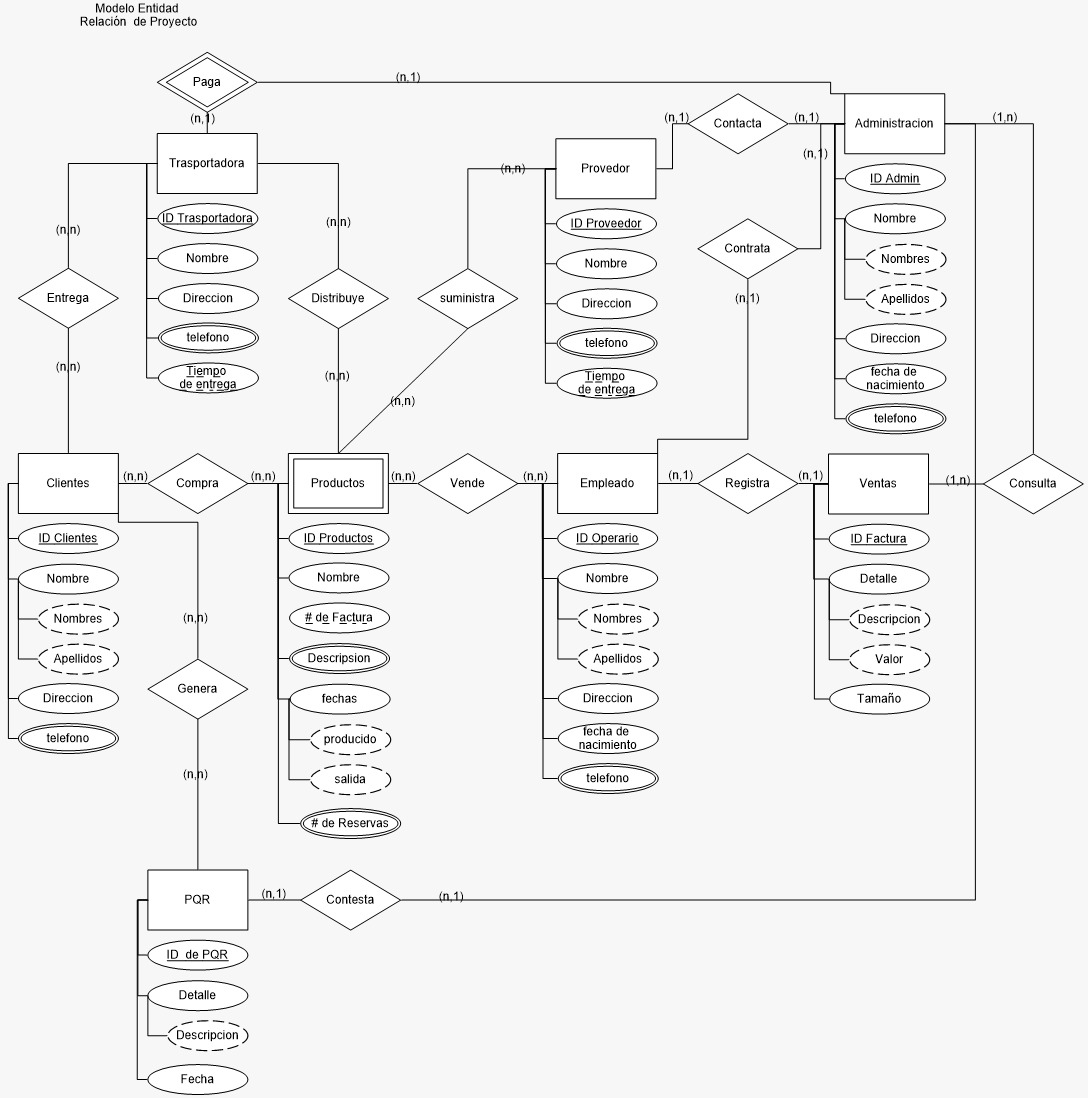 Modelo Entidad
Relación de Proyecto
Paga
(n,1)
(n,1)
Trasportadora
ID Trasportadora
Nombre
Direccion
telefono
Tiempo
de entrega
(n,n)
Entrega
(n,n)
(n,n)
Distribuye
(n,n)
(n,n)
suministra
(n,n)
Provedor
ID Proveedor
Nombre
Direccion
telefono
Tiempo
de entrega
(n,1)
Contacta
(n,1)
(n,1)
Contrata
(n,1)
Administracion
ID Admin
Nombre
Nombres
Apellidos
Direccion
fecha de
nacimiento
telefono
(1,n)
Clientes
ID Clientes
Nombre
Nombres
Apellidos
Direccion
telefono
(n,n)
Compra
(n,n)
Productos
ID Productos
Nombre
# de Factura
Descripsion
fechas
producido
salida
# de Reservas
(n,n)
Vende
(n,n)
Empleado
ID Operario
Nombre
Nombres
Apellidos
Direccion
fecha de
nacimiento
telefono
(n,1)
Registra
(n,1)
Ventas
ID Factura
Detalle
Descripcion
Valor
Tamaño
(1,n)
Consulta
(n,n)
Genera
(n,n)
PQR
ID de PQR
Detalle
Descripcion
Fecha
(n,1)
Contesta
(n,1)